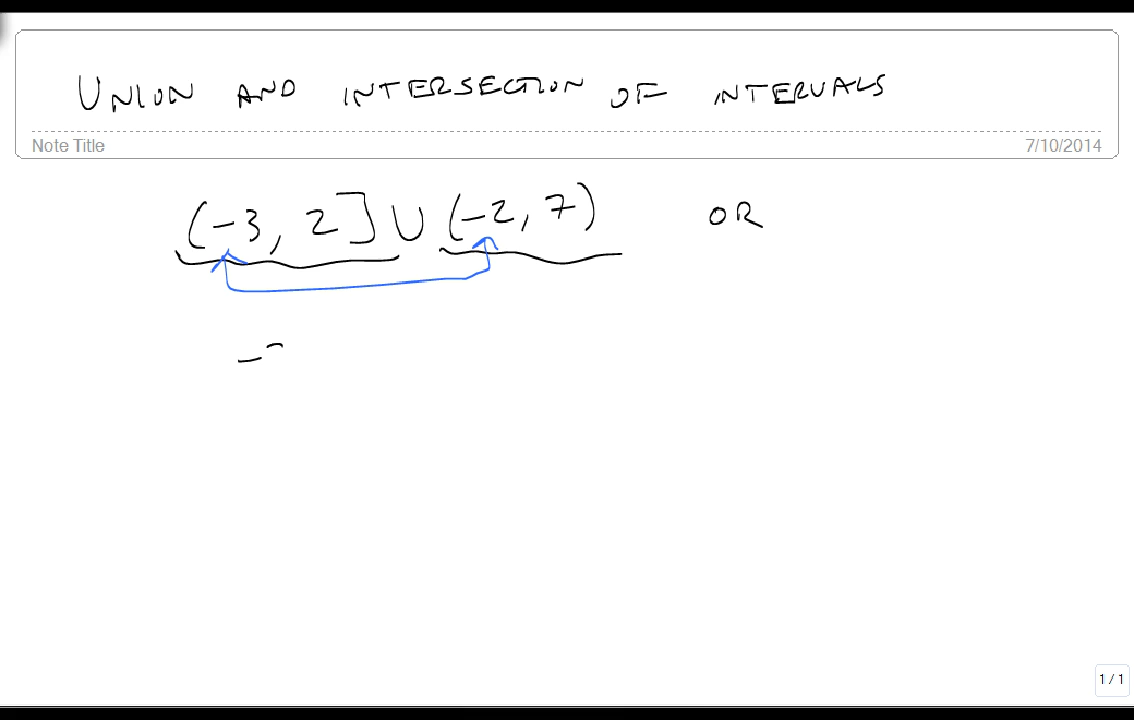 UNION AND INTERSECTION OF INTERVALS
Note Title 7/10/2014
(-3, 2] ∪ (-2, 7) OR
1 / 1